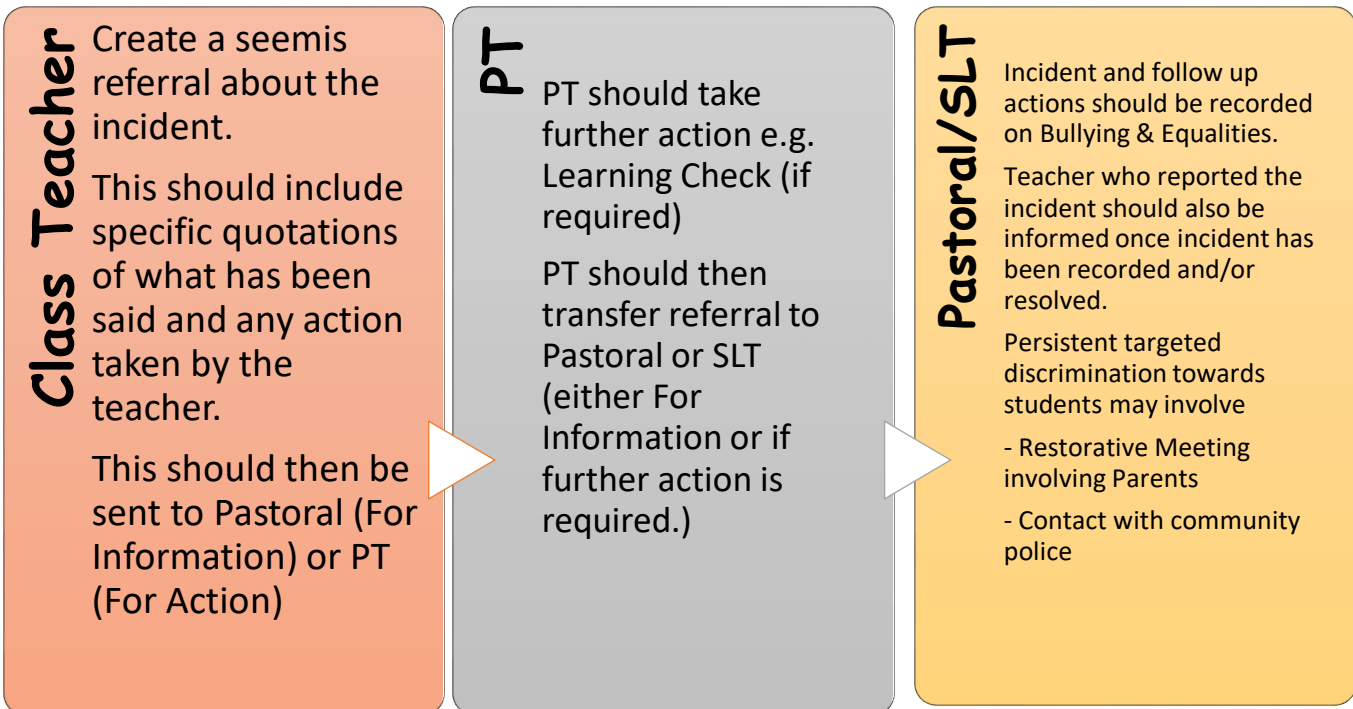 Class Teacher
Create a seemis
referral about the
incident.
This should include
specific quotations
of what has been
said and any action
taken by the
teacher.
This should then be
sent to Pastoral (For
Information) or PT
(For Action)
PT
PT should take
further action e.g.
Learning Check (if
required)
PT should then
transfer referral to
Pastoral or SLT
(either For
Information or if
further action is
required.)
Pastoral/SLT
Incident and follow up
actions should be recorded
on Bullying & Equalities.
Teacher who reported the
incident should also be
informed once incident has
been recorded and/or
resolved.
Persistent targeted
discrimination towards
students may involve
- Restorative Meeting
involving Parents
- Contact with community
police